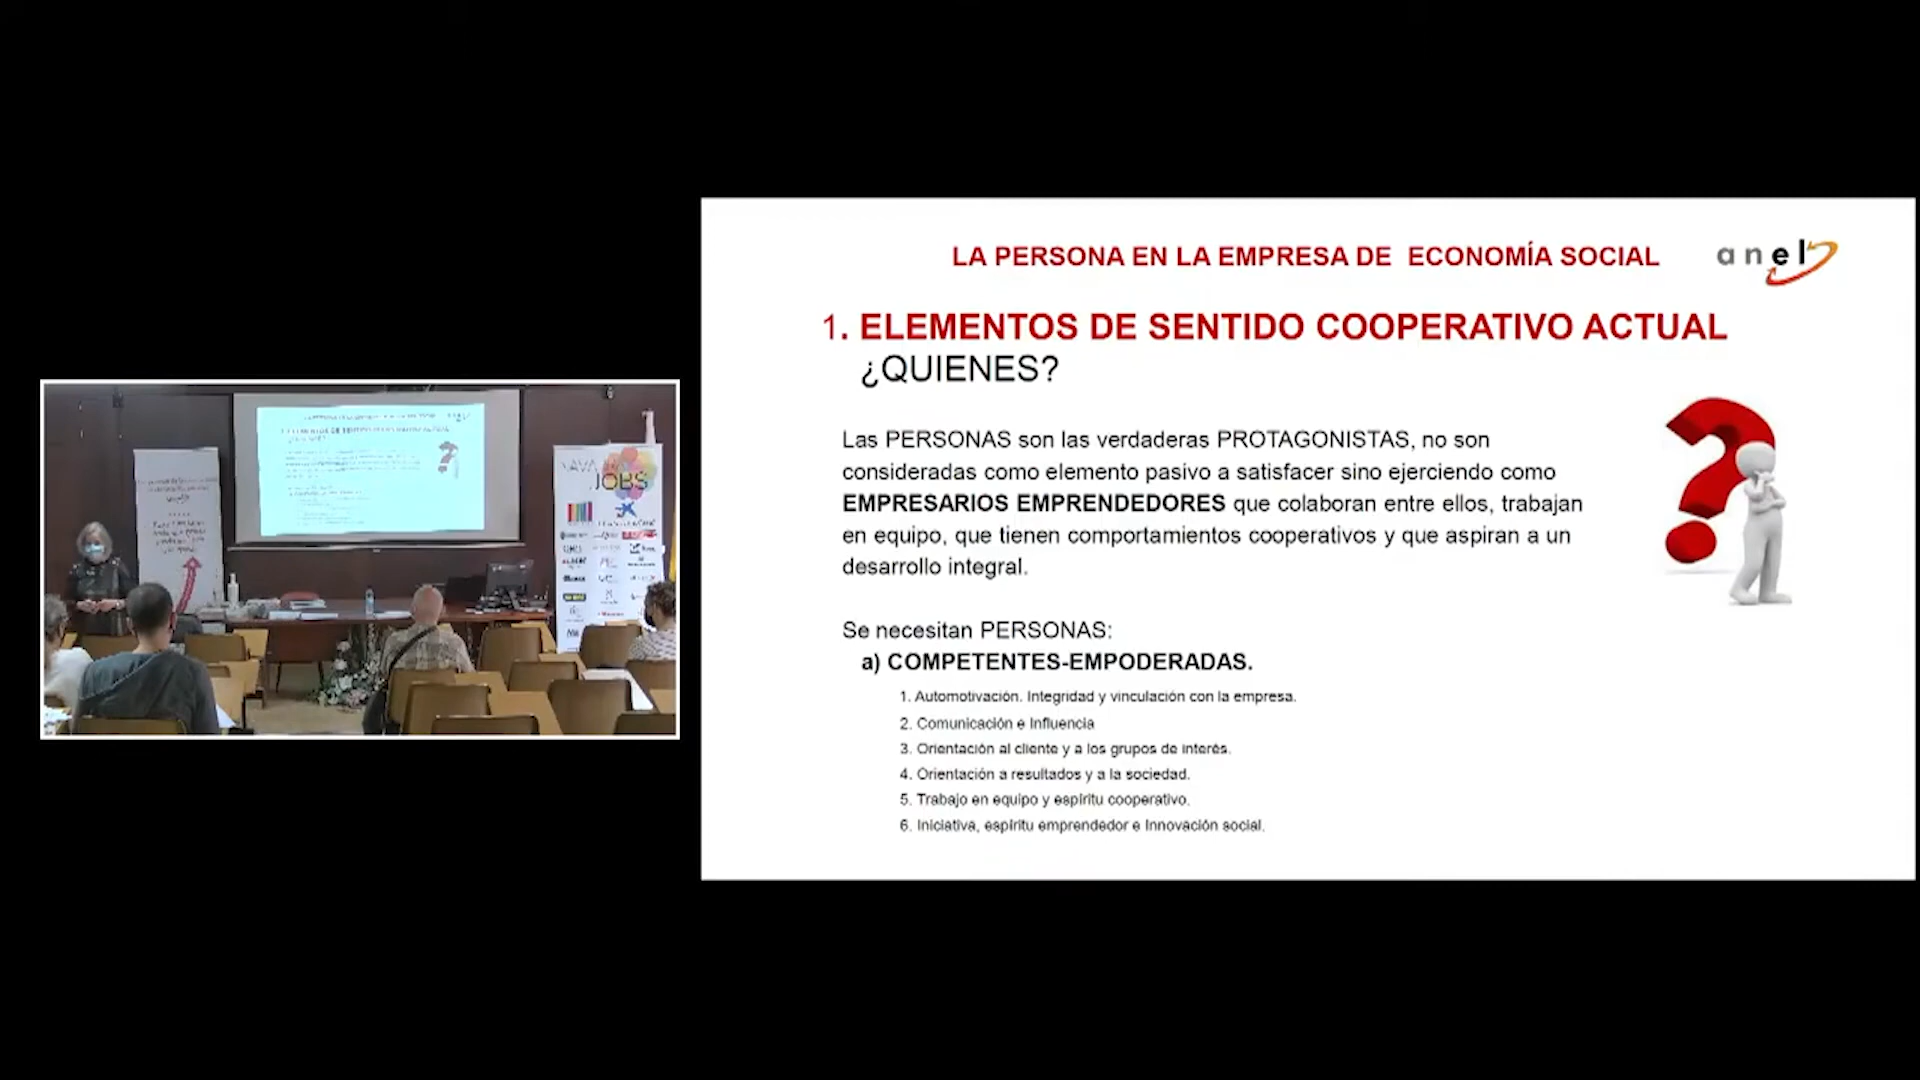 LA PERSONA EN LA EMPRESA DE ECONOMÍA SOCIAL
anel
1. ELEMENTOS DE SENTIDO COOPERATIVO ACTUAL
¿QUIENES?
Las PERSONAS son las verdaderas PROTAGONISTAS, no son
consideradas como elemento pasivo a satisfacer sino ejerciendo como
EMPRESARIOS EMPRENDEDORES que colaboran entre ellos, trabajan
en equipo, que tienen comportamientos cooperativos y que aspiran a un
desarrollo integral.
Se necesitan PERSONAS:
a) COMPETENTES-EMPODERADAS.
1. Automotivación. Integridad y vinculación con la empresa.
2. Comunicación e Influencia
3. Orientación al cliente y a los grupos de interés.
4. Orientación a resultados y a la sociedad.
5. Trabajo en equipo y espíritu cooperativo.
6. Iniciativa, espíritu emprendedor e Innovación social.
JOBS